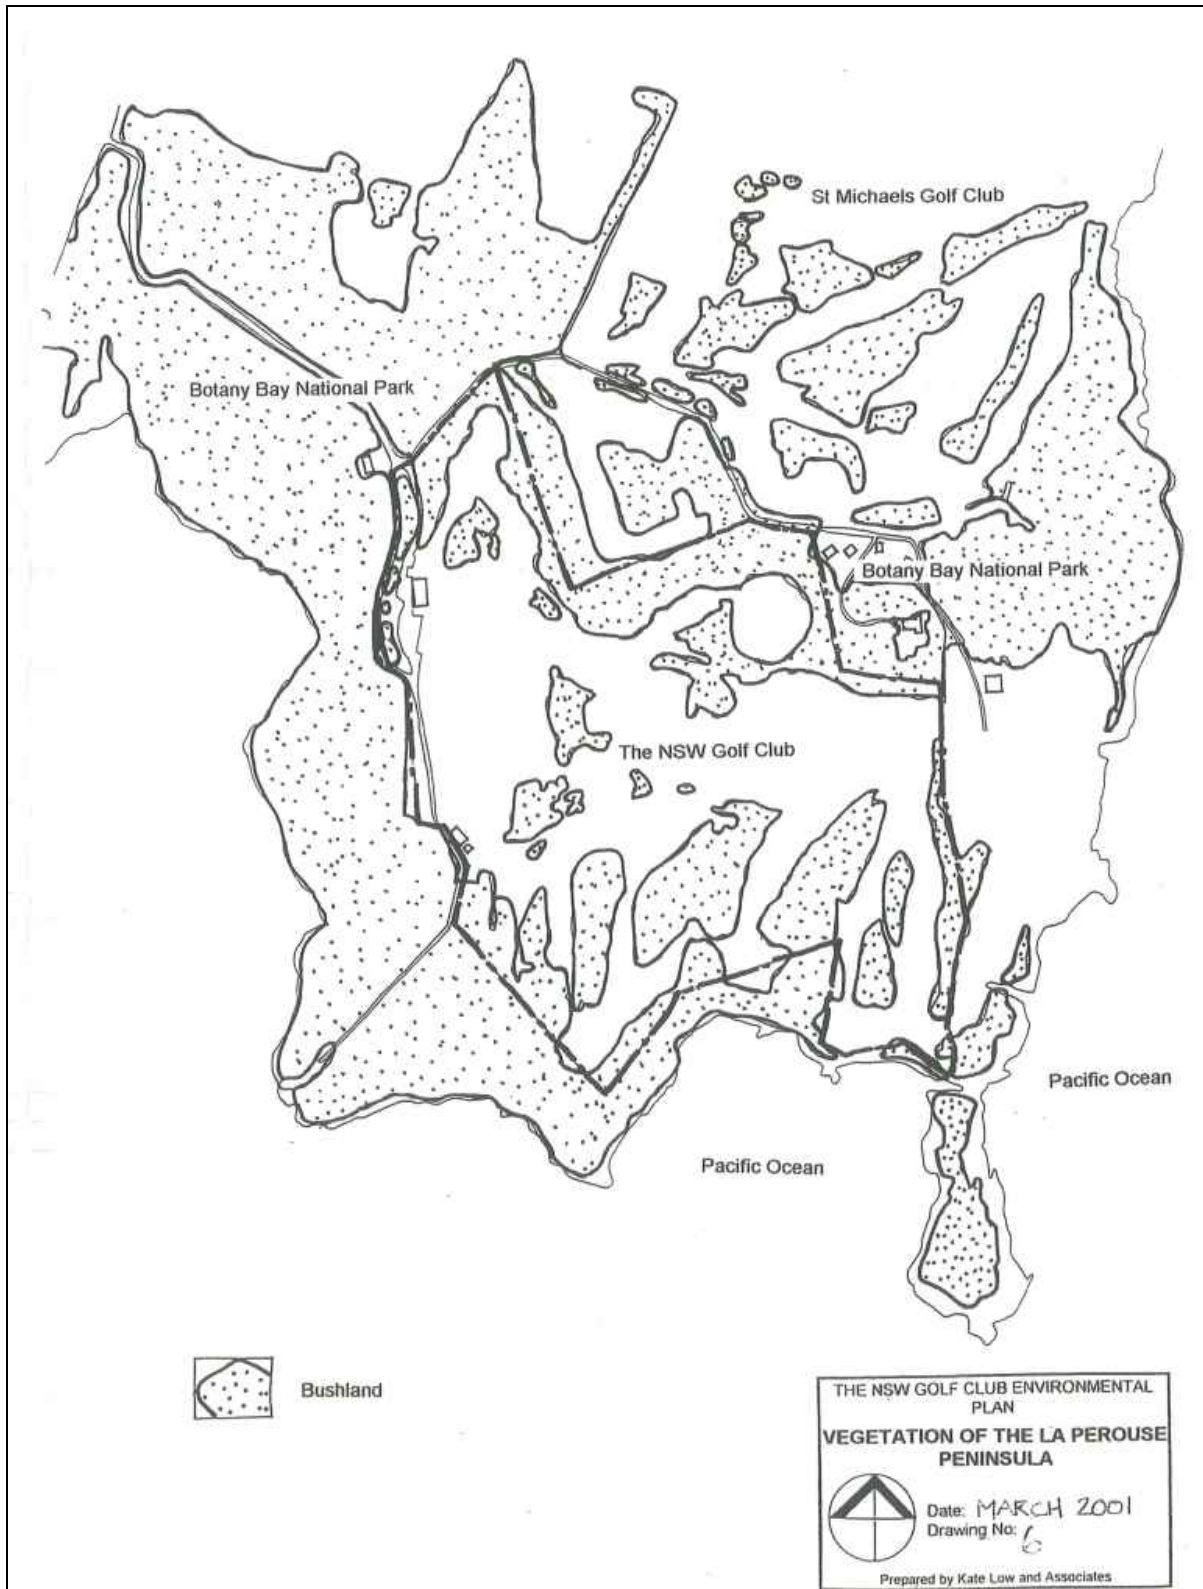 St Michaels Golf Club
Botany Bay National Park
Botany Bay National Park
The NSW Golf Club
Pacific Ocean
Pacific Ocean
Bushland
THE NSW GOLF CLUB ENVIRONMENTAL
PLAN
VEGETATION OF THE LA PEROUSE
PENINSULA
Date: MARCH 2001
Drawing No: 6
Prepared by Kate Low and Associates